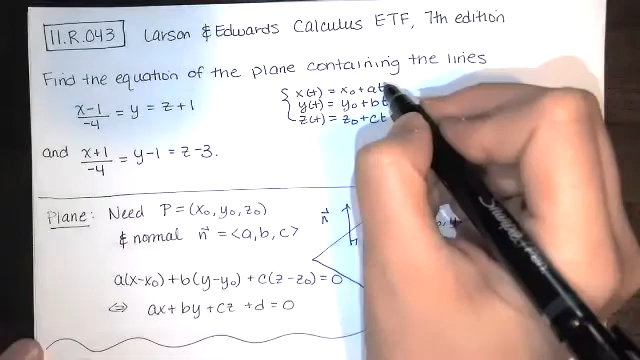 11.R.043 Larson & Edwards Calculus ETF, 7th edition
Find the equation of the plane containing the lines
x-1/-4 = y = z+1
{ x(t) = x₀+at
y(t) = y₀+bt
z(t) = z₀+ct
and x+1/-4 = y-1 = z-3.
Plane: Need P = (x₀, y₀, z₀)
& normal n⃗ = <a, b, c>
n⃗
a(x-x₀)+b(y-y₀)+c(z-z₀)=0
⇔ ax+by+cz+d=0